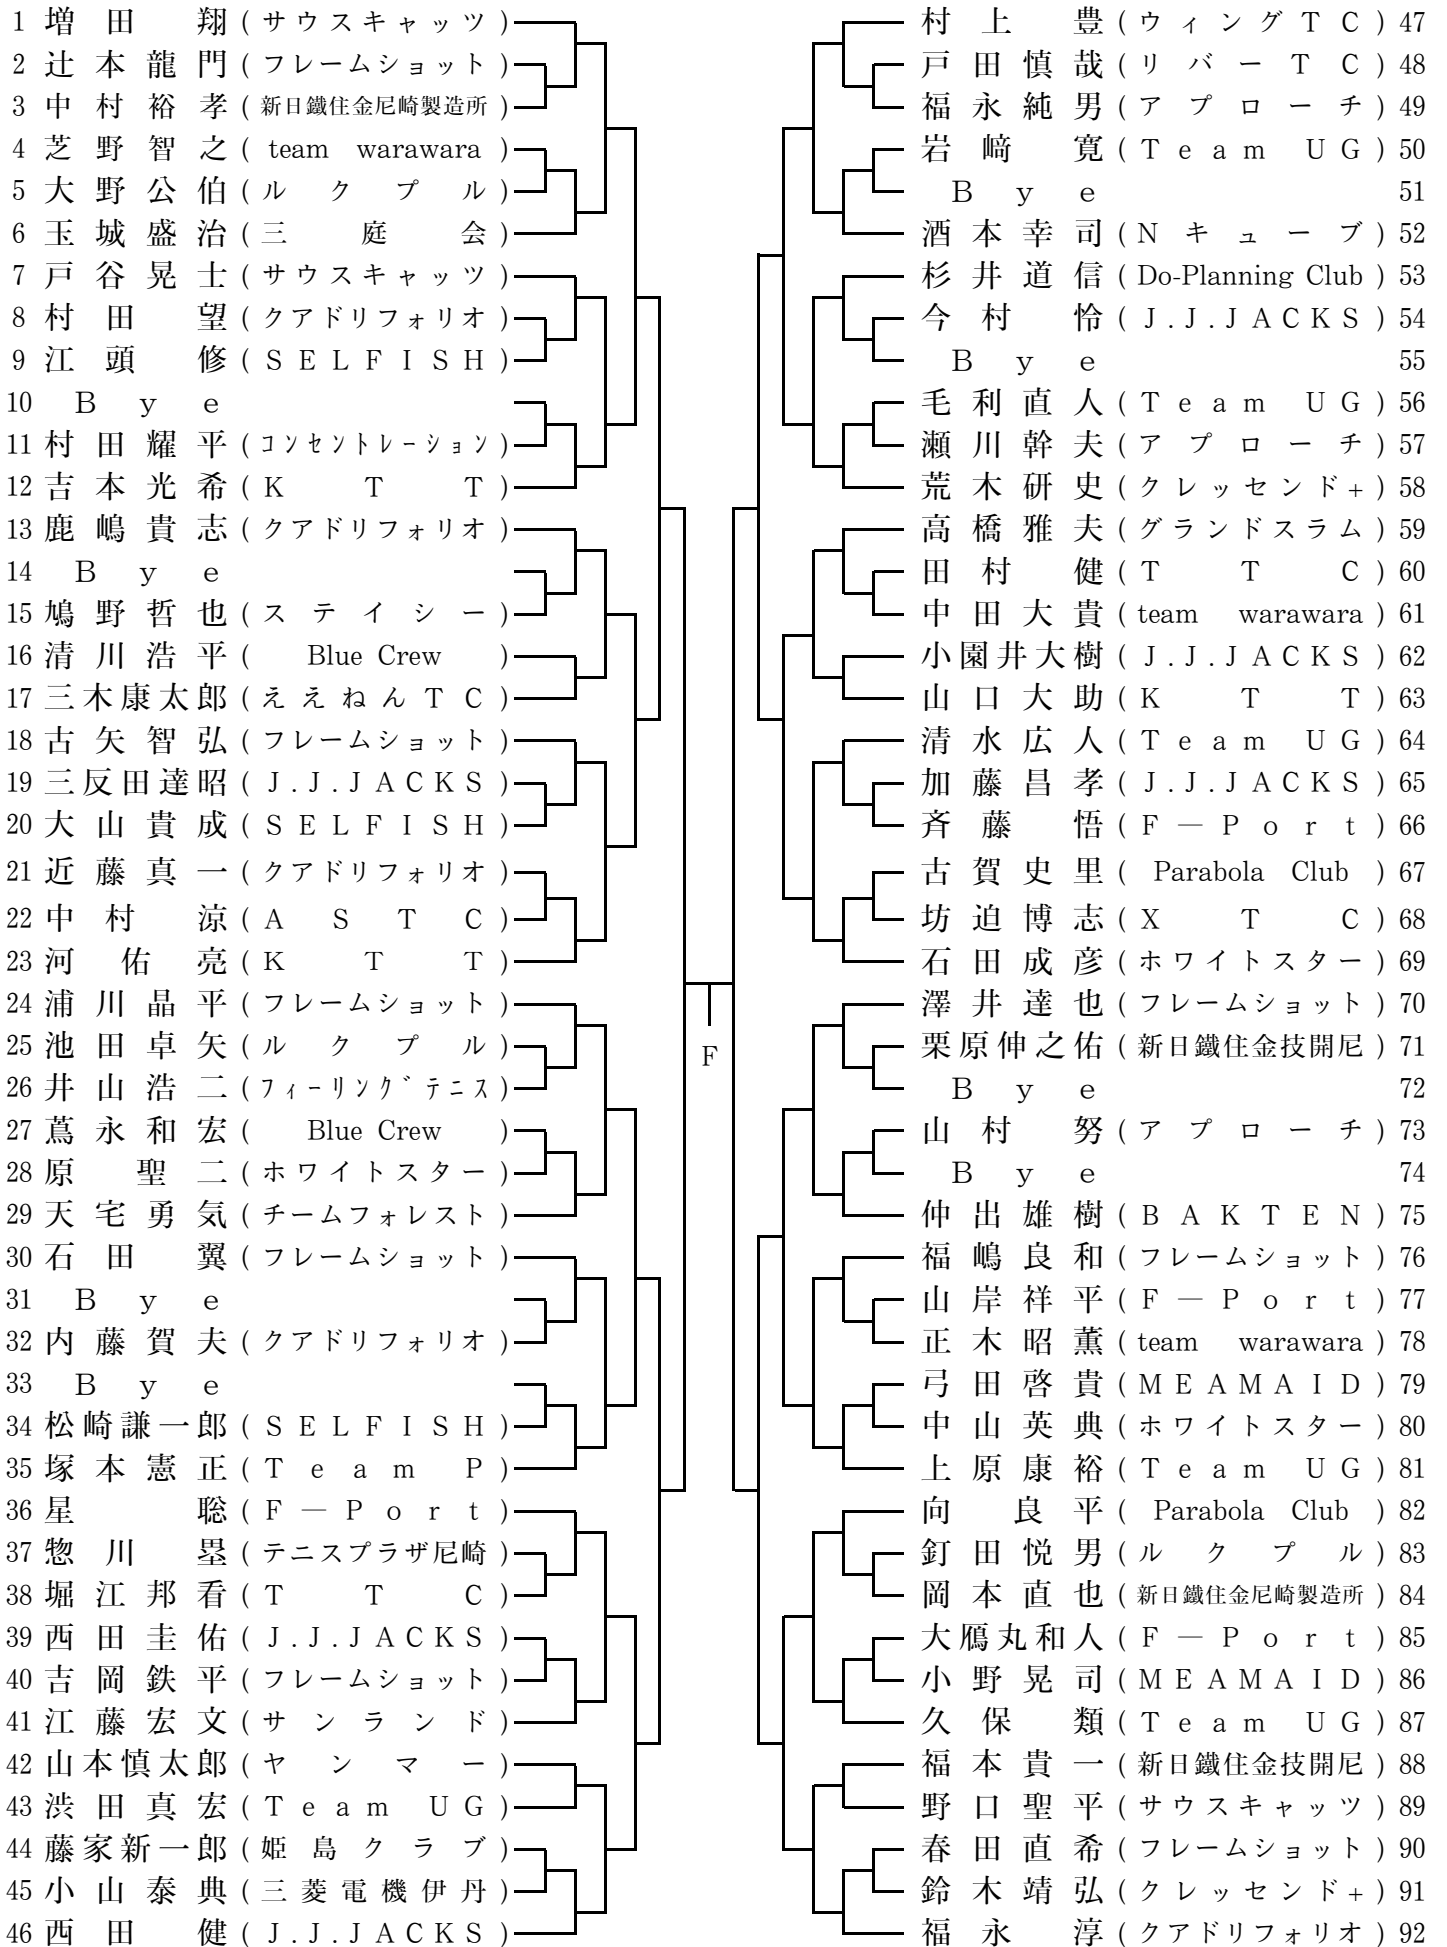 1 増田 翔 (サウスキャッツ)
2 辻本龍門 (フレームショット)
3 中村裕孝 (新日鐵住金尼崎製造所)
4 芝野智之 (team warawara)
5 大野公伯 (ルクプル)
6 玉城盛治 (三庭会)
7 戸谷晃士 (サウスキャッツ)
8 村田 望 (クアドリフォリオ)
9 江頭 修 (SELFISH)
10 Bye
11 村田耀平 (コンセントレーション)
12 吉本光希 (KTT)
13 鹿嶋貴志 (クアドリフォリオ)
14 Bye
15 鳩野哲也 (ステイシー)
16 清川浩平 (Blue Crew)
17 三木康太郎 (ええねんTC)
18 古矢智弘 (フレームショット)
19 三反田達昭 (J.J.JACKS)
20 大山貴成 (SELFISH)
21 近藤真一 (クアドリフォリオ)
22 中村 涼 (ASTC)
23 河 佑亮 (KTT)
24 浦川晶平 (フレームショット)
25 池田卓矢 (ルクプル)
26 井山浩二 (フィーリングテニス)
27 蔦永和宏 (Blue Crew)
28 原 聖二 (ホワイトスター)
29 天宅勇気 (チームフォレスト)
30 石田 翼 (フレームショット)
31 Bye
32 内藤賀夫 (クアドリフォリオ)
33 Bye
34 松崎謙一郎 (SELFISH)
35 塚本憲正 (Team P)
36 星 聡 (F―Port)
37 惣川 塁 (テニスプラザ尼崎)
38 堀江邦看 (TTC)
39 西田圭佑 (J.J.JACKS)
40 吉岡鉄平 (フレームショット)
41 江藤宏文 (サンランド)
42 山本慎太郎 (ヤンマー)
43 渋田真宏 (Team UG)
44 藤家新一郎 (姫島クラブ)
45 小山泰典 (三菱電機伊丹)
46 西田 健 (J.J.JACKS)
F
村上 豊 (ウィングTC) 47
戸田慎哉 (リバーTC) 48
福永純男 (アプローチ) 49
岩﨑 寛 (Team UG) 50
Bye 51
酒本幸司 (Nキューブ) 52
杉井道信 (Do-Planning Club) 53
今村 怜 (J.J.JACKS) 54
Bye 55
毛利直人 (Team UG) 56
瀬川幹夫 (アプローチ) 57
荒木研史 (クレッセンド+) 58
高橋雅夫 (グランドスラム) 59
田村 健 (TTC) 60
中田大貴 (team warawara) 61
小園井大樹 (J.J.JACKS) 62
山口大助 (KTT) 63
清水広人 (Team UG) 64
加藤昌孝 (J.J.JACKS) 65
斉藤 悟 (F―Port) 66
古賀史里 (Parabola Club) 67
坊迫博志 (XTC) 68
石田成彦 (ホワイトスター) 69
澤井達也 (フレームショット) 70
栗原伸之佑 (新日鐵住金技開尼) 71
Bye 72
山村 努 (アプローチ) 73
Bye 74
仲出雄樹 (BAKTEN) 75
福嶋良和 (フレームショット) 76
山岸祥平 (F―Port) 77
正木昭薫 (team warawara) 78
弓田啓貴 (MEAMAID) 79
中山英典 (ホワイトスター) 80
上原康裕 (Team UG) 81
向 良平 (Parabola Club) 82
釘田悦男 (ルクプル) 83
岡本直也 (新日鐵住金尼崎製造所) 84
大鴈丸和人 (F―Port) 85
小野晃司 (MEAMAID) 86
久保 類 (Team UG) 87
福本貴一 (新日鐵住金技開尼) 88
野口聖平 (サウスキャッツ) 89
春田直希 (フレームショット) 90
鈴木靖弘 (クレッセンド+) 91
福永 淳 (クアドリフォリオ) 92